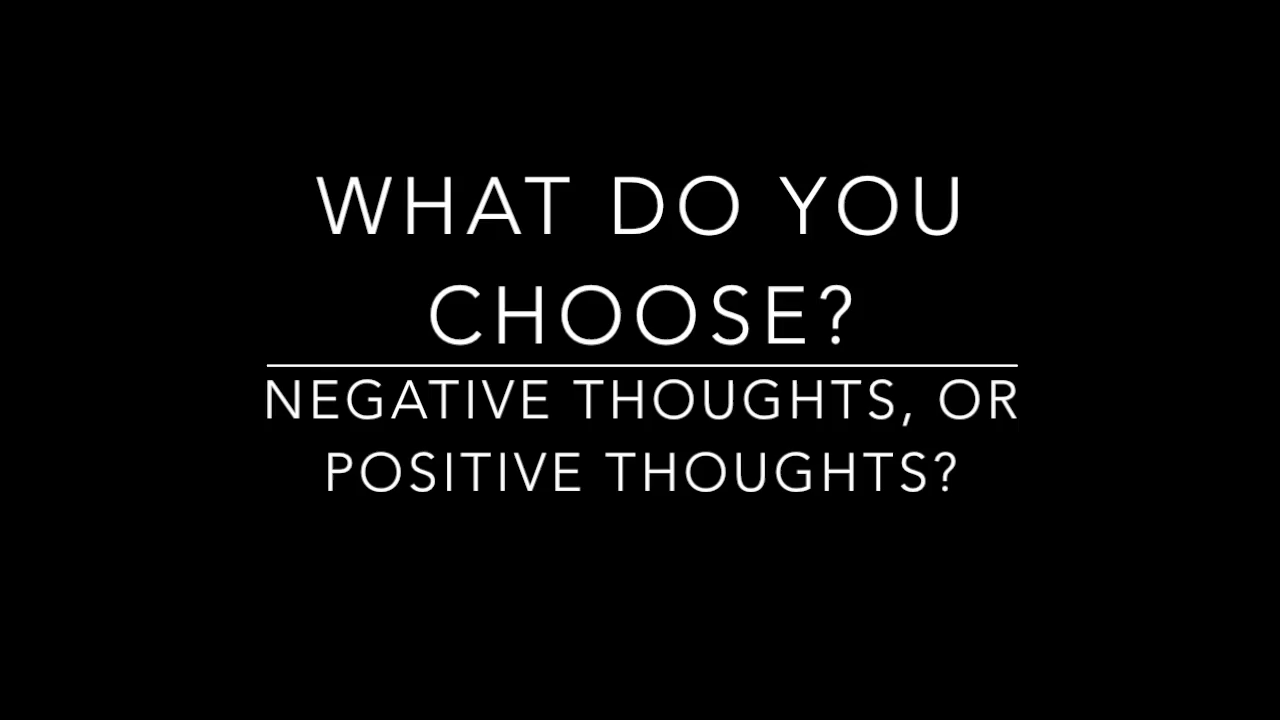 WHAT DO YOU
CHOOSE?
NEGATIVE THOUGHTS, OR
POSITIVE THOUGHTS?